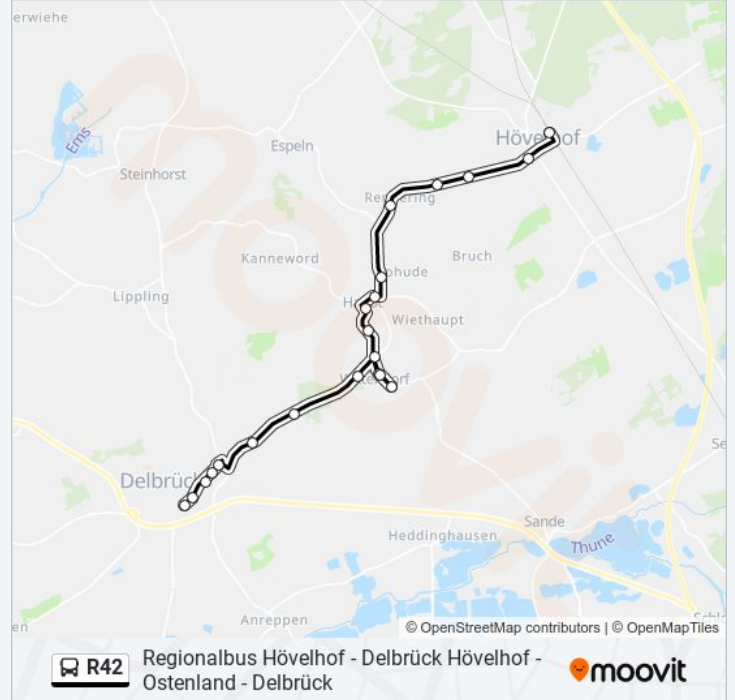 erwiehe
Ems
Hövelhof
Espeln
Steinhorst
Kanneword
Bruch
Lippling
Wiethaupt
Delbrück
Sande
Heddinghausen
Thune
Anreppen
© OpenStreetMap contributors | © OpenMapTiles
R42
Regionalbus Hövelhof - Delbrück Hövelhof -
Ostenland - Delbrück
moovit